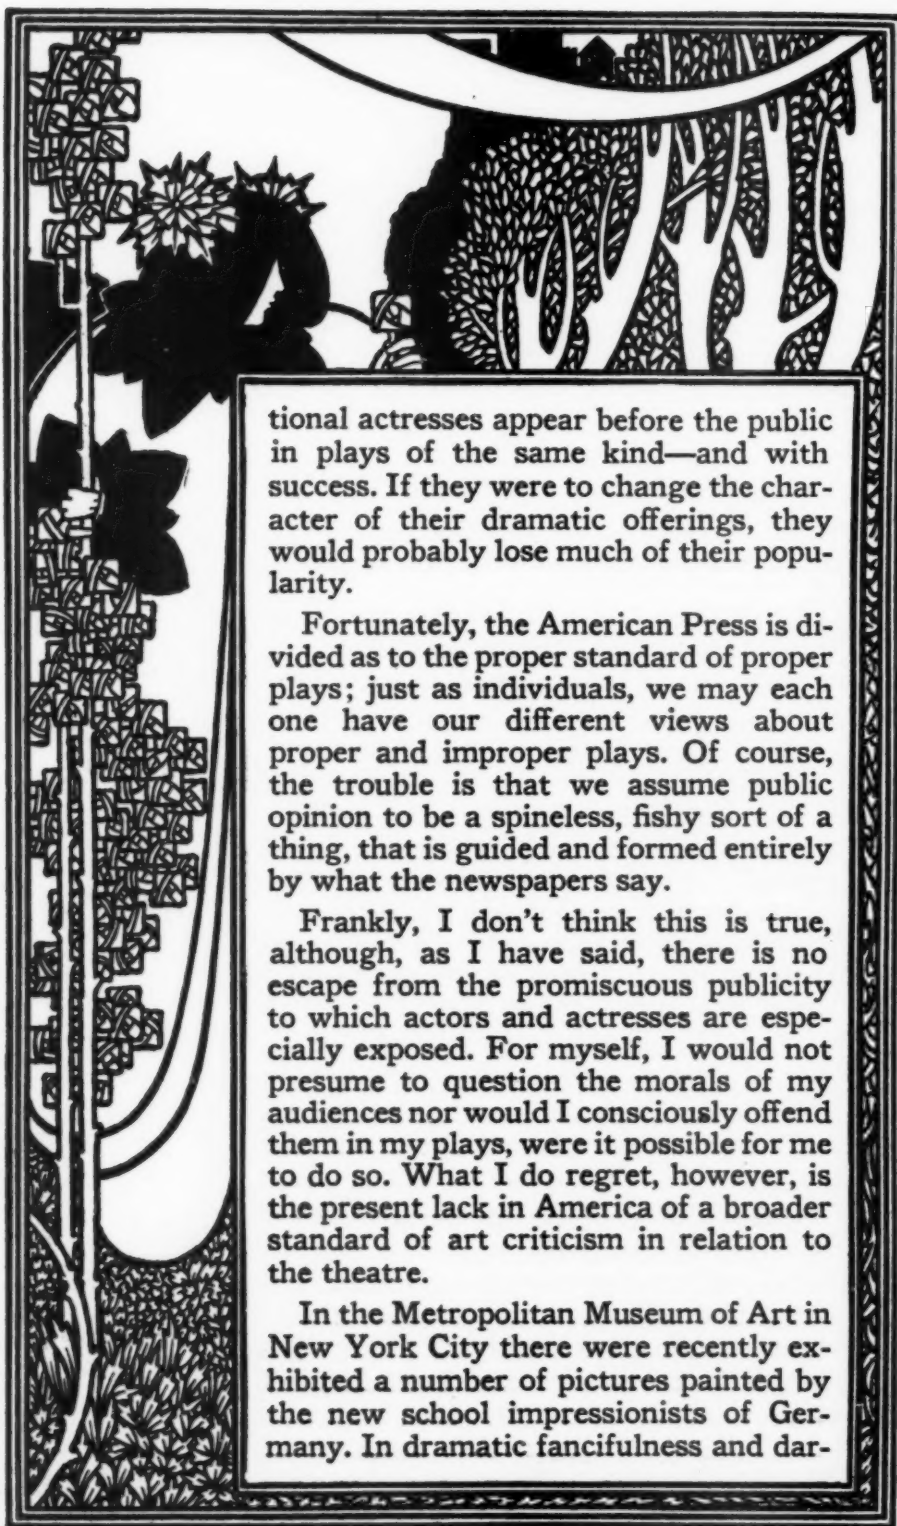 tional actresses appear before the public
in plays of the same kind—and with
success. If they were to change the char-
acter of their dramatic offerings, they
would probably lose much of their popu-
larity.
Fortunately, the American Press is di-
vided as to the proper standard of proper
plays; just as individuals, we may each
one have our different views about
proper and improper plays. Of course,
the trouble is that we assume public
opinion to be a spineless, fishy sort of a
thing, that is guided and formed entirely
by what the newspapers say.
Frankly, I don't think this is true,
although, as I have said, there is no
escape from the promiscuous publicity
to which actors and actresses are espe-
cially exposed. For myself, I would not
presume to question the morals of my
audiences nor would I consciously offend
them in my plays, were it possible for me
to do so. What I do regret, however, is
the present lack in America of a broader
standard of art criticism in relation to
the theatre.
In the Metropolitan Museum of Art in
New York City there were recently ex-
hibited a number of pictures painted by
the new school impressionists of Ger-
many. In dramatic fancifulness and dar-